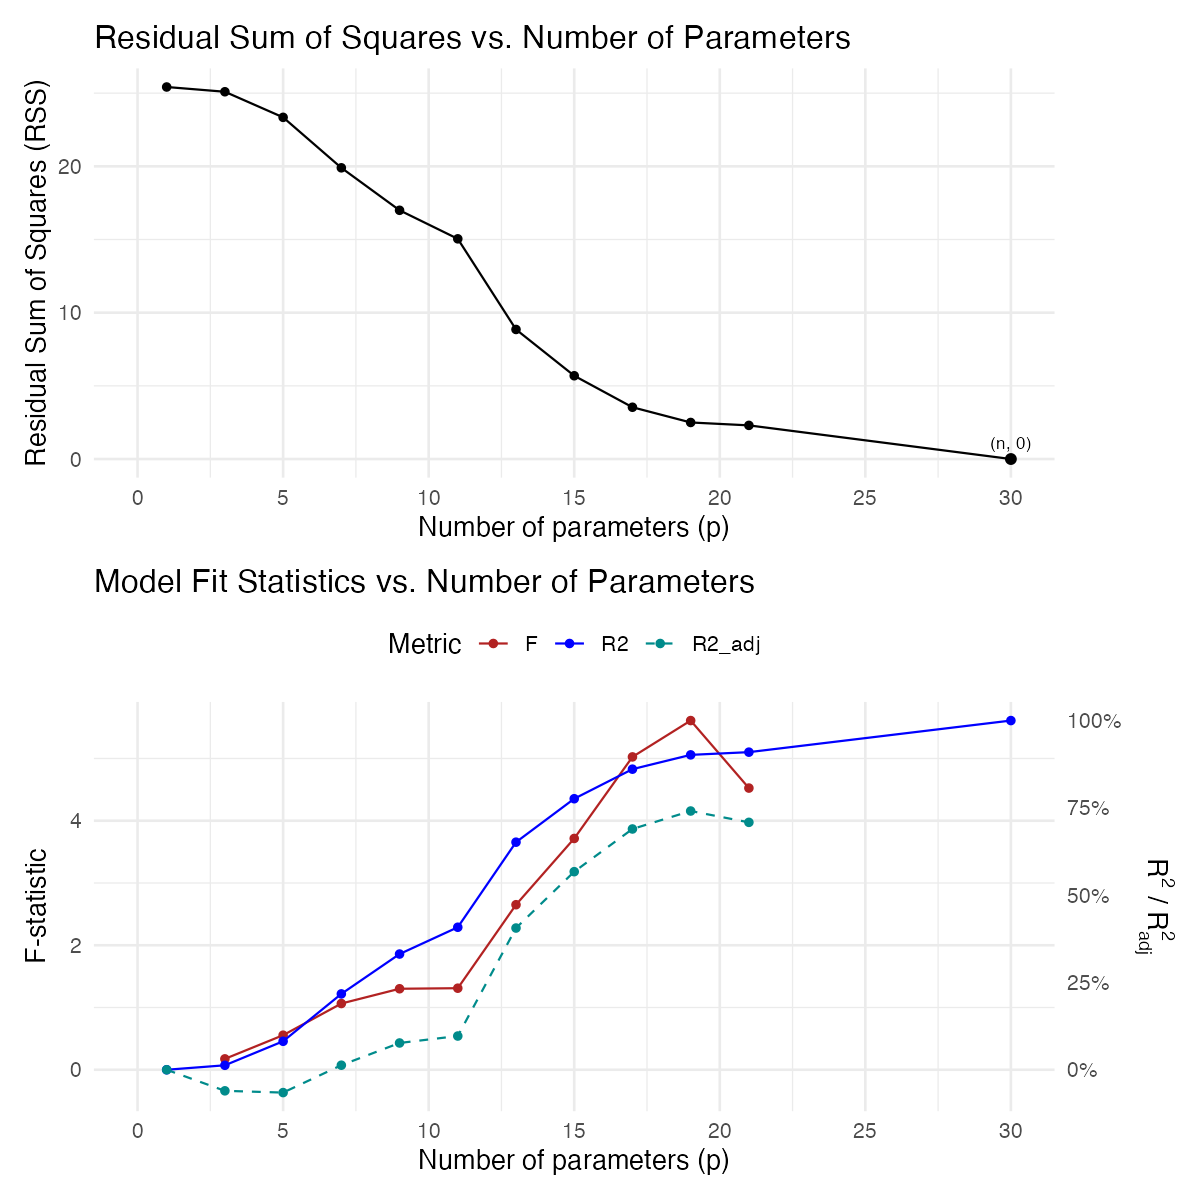 Residual Sum of Squares vs. Number of Parameters
Residual Sum of Squares (RSS)
20
10
0
(n, 0)
0 5 10 15 20 25 30
Number of parameters (p)
Model Fit Statistics vs. Number of Parameters
Metric F R2 R2_adj
F-statistic
4
2
0
100%
75%
50%
25%
0%
R² / R²adj
0 5 10 15 20 25 30
Number of parameters (p)